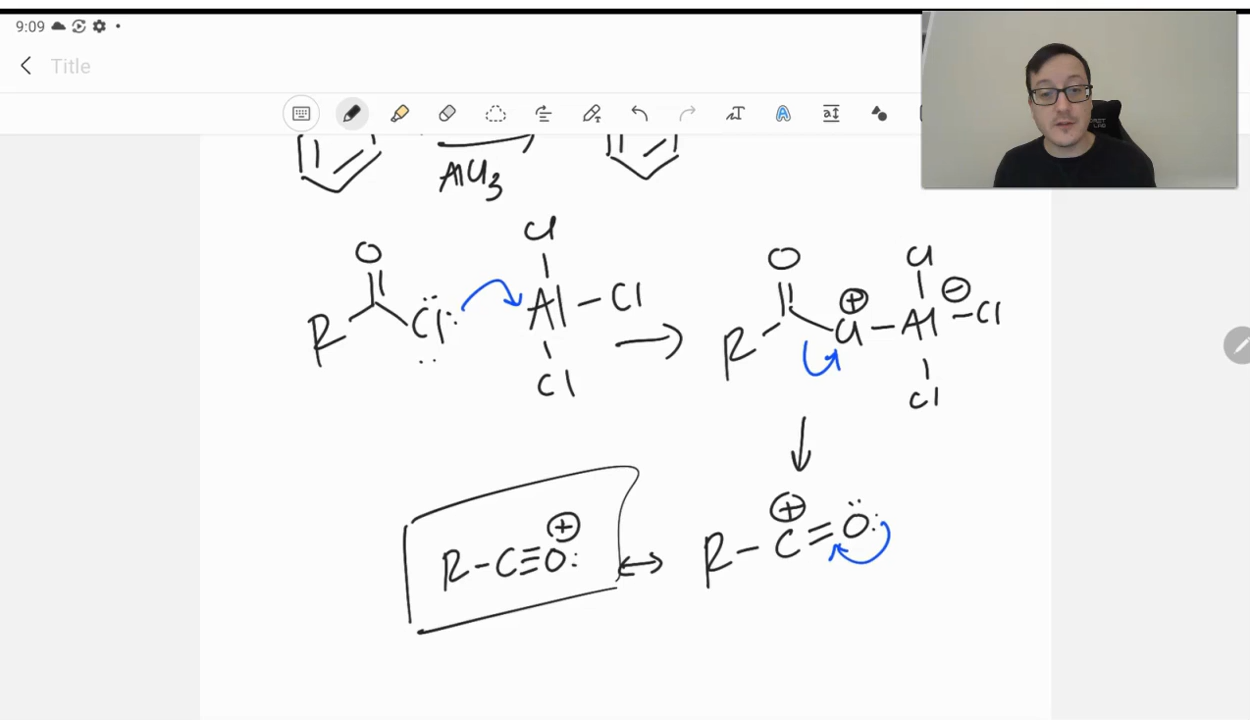 9:09
Title
AlCl3
O Cl O Cl ⊖
R Cl: Al – Cl R ⊕ Cl – Al – Cl
Cl Cl
⊕ ⊕
R – C ≡ O: ↔ R – C = O: